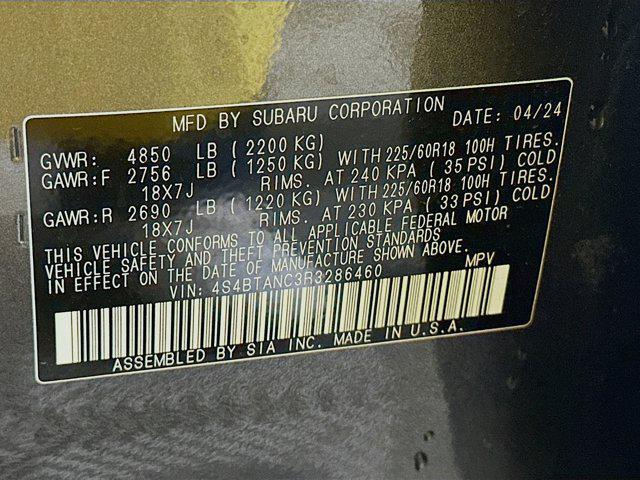 MFD BY SUBARU CORPORATION DATE: 04/24
GVWR: 4850 LB (2200 KG)
GAWR:F 2756 LB (1250 KG) WITH 225/60R18 100H TIRES.
18X7J RIMS. AT 240 KPA (35 PSI) COLD
GAWR:R 2690 LB (1220 KG) WITH 225/60R18 100H TIRES.
18X7J RIMS. AT 230 KPA (33 PSI) COLD
THIS VEHICLE CONFORMS TO ALL APPLICABLE FEDERAL MOTOR
VEHICLE SAFETY AND THEFT PREVENTION STANDARDS
IN EFFECT ON THE DATE OF MANUFACTURE SHOWN ABOVE.
VIN: 4S4BTANC3R3286460 MPV
ASSEMBLED BY SIA INC. MADE IN U.S.A.